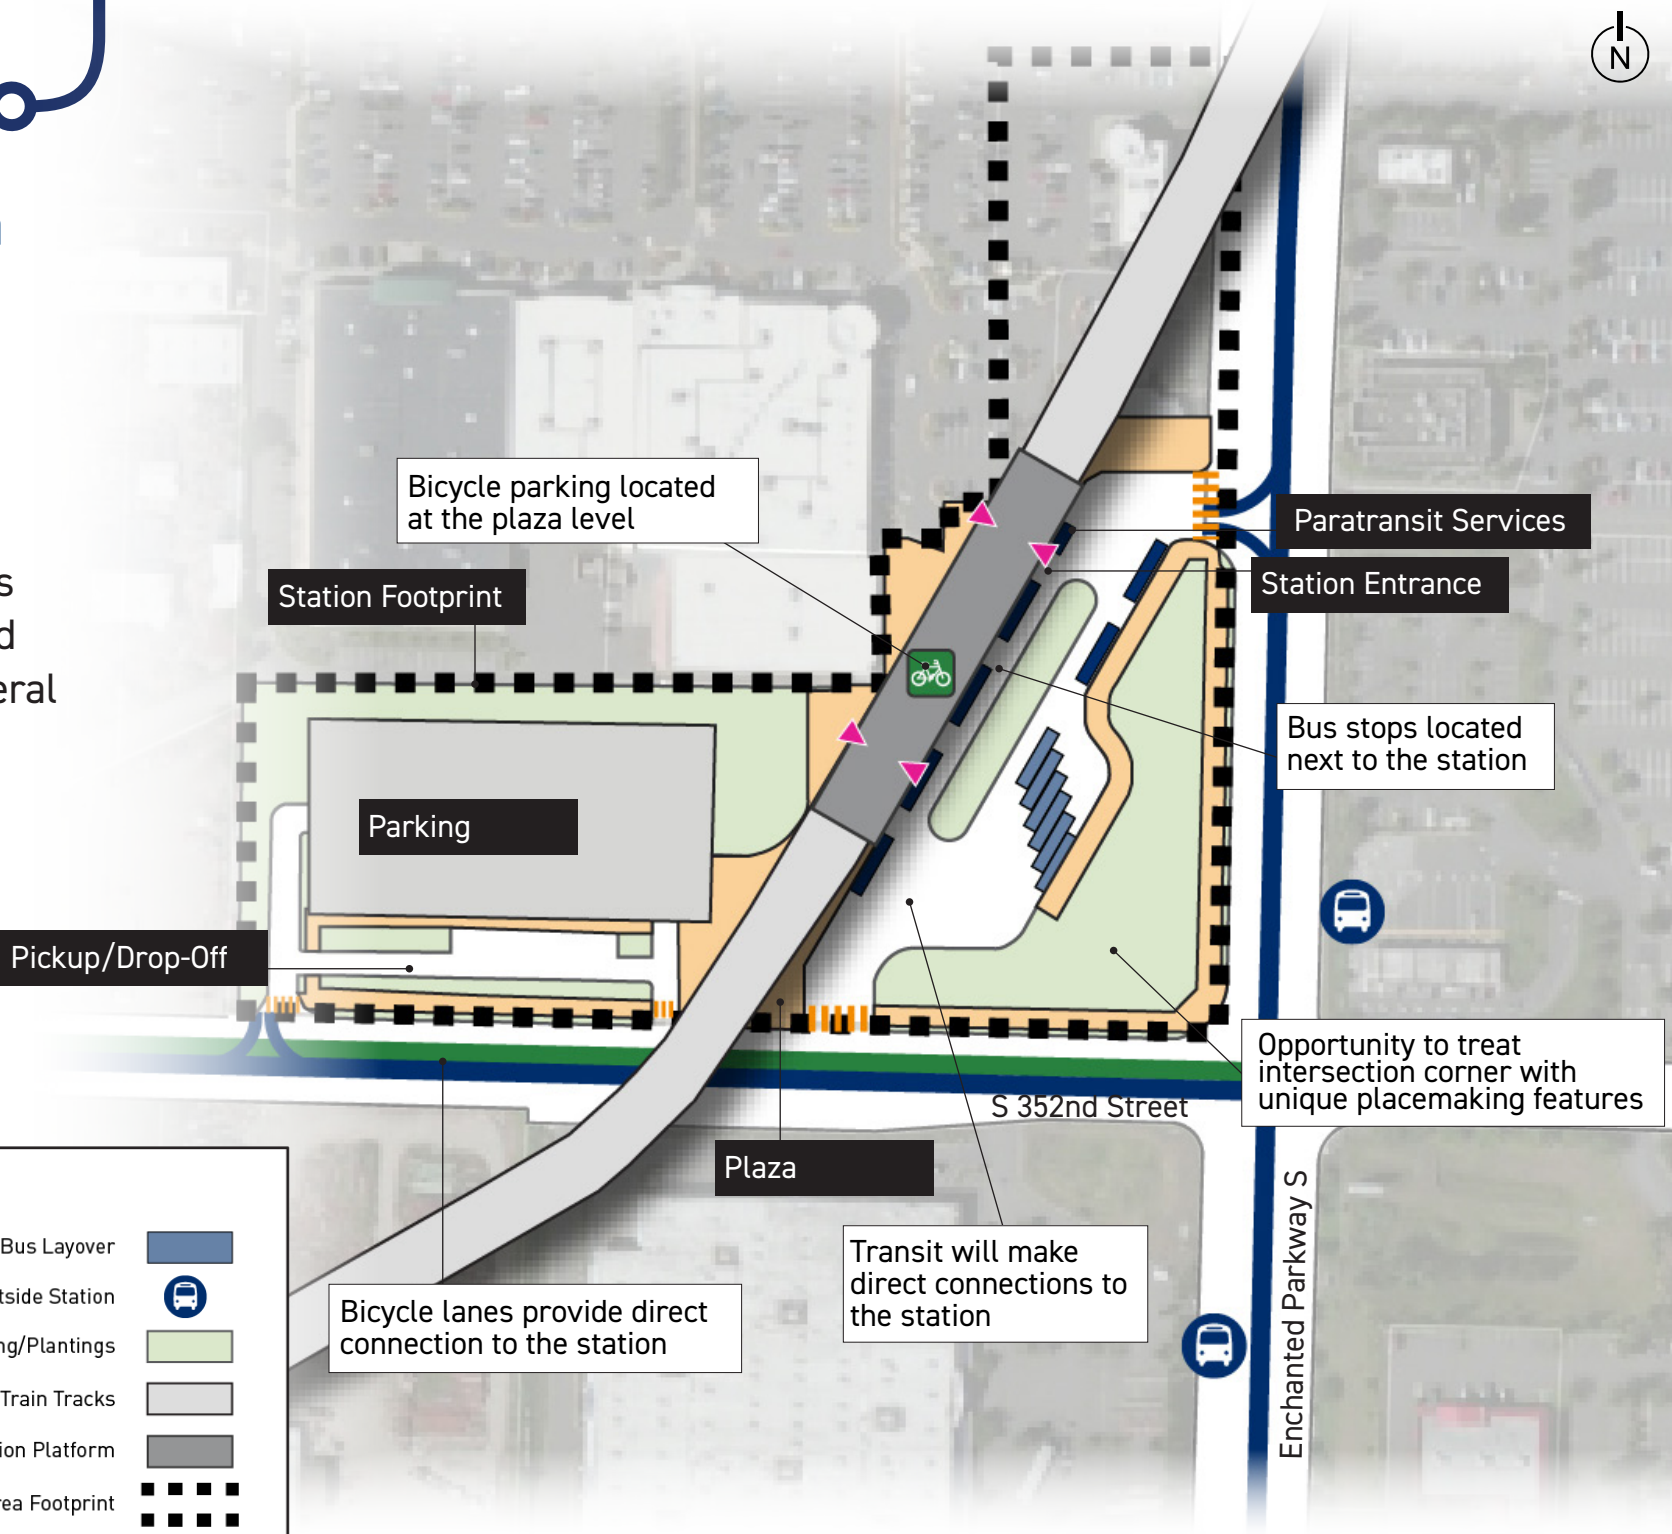 N
s
d
eral
Bicycle parking located
at the plaza level
Paratransit Services
Station Footprint
Station Entrance
Bus stops located
next to the station
Parking
Pickup/Drop-Off
Opportunity to treat
intersection corner with
unique placemaking features
S 352nd Street
Plaza
Enchanted Parkway S
Transit will make
direct connections to
the station
Bicycle lanes provide direct
connection to the station
Bus Layover
tside Station
ng/Plantings
Train Tracks
ion Platform
rea Footprint